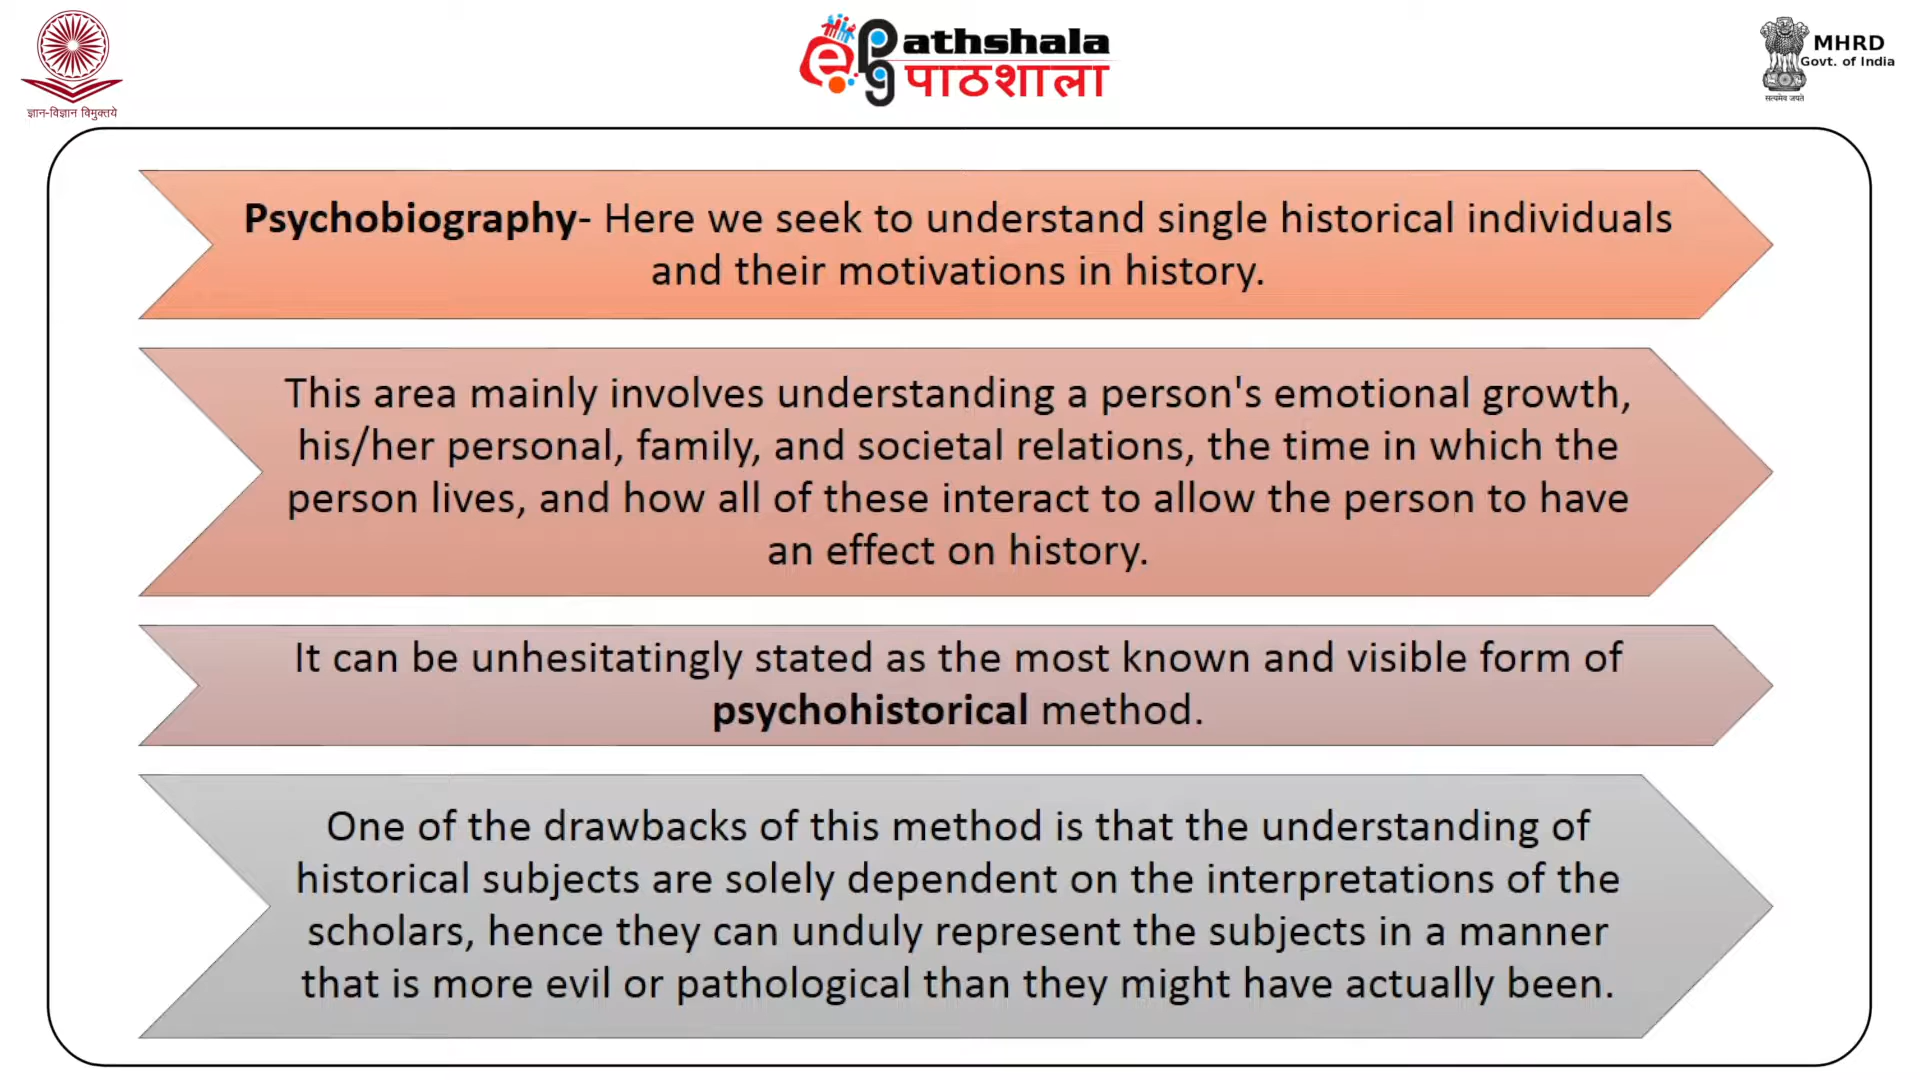 ज्ञान-विज्ञान विमुक्तये
ePg Pathshala
पाठशाला
MHRD
Govt. of India
सत्यमेव जयते
Psychobiography- Here we seek to understand single historical individuals
and their motivations in history.
This area mainly involves understanding a person's emotional growth,
his/her personal, family, and societal relations, the time in which the
person lives, and how all of these interact to allow the person to have
an effect on history.
It can be unhesitatingly stated as the most known and visible form of
psychohistorical method.
One of the drawbacks of this method is that the understanding of
historical subjects are solely dependent on the interpretations of the
scholars, hence they can unduly represent the subjects in a manner
that is more evil or pathological than they might have actually been.